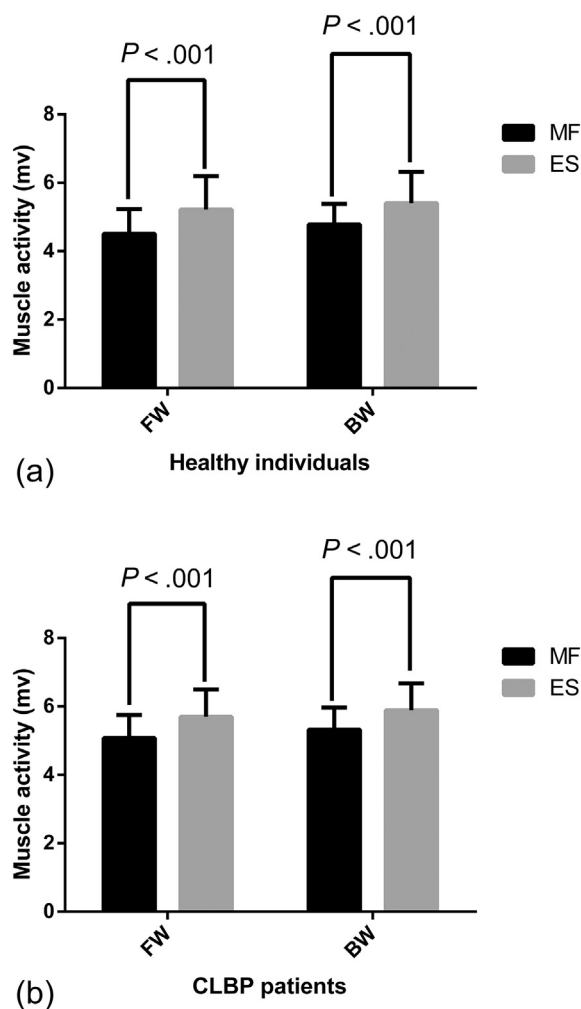 P < .001
P < .001
8
6
4
2
0
Muscle activity (mv)
MF
ES
FW
BW
Healthy individuals
(a)
P < .001
P < .001
8
6
4
2
0
Muscle activity (mv)
MF
ES
FW
BW
CLBP patients
(b)